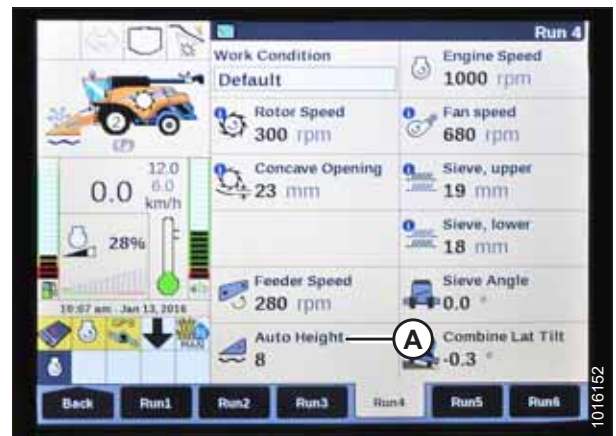 Run 4
Work Condition
Default
Engine Speed
1000 rpm
Rotor Speed
300 rpm
Fan speed
680 rpm
Concave Opening
23 mm
Sieve, upper
19 mm
Sieve, lower
18 mm
Feeder Speed
280 rpm
Sieve Angle
0.0 °
Auto Height
A
8
Combine Lat Tilt
-0.3 °
2
(P)
12.0
0.0 6.0
km/h
28%
10:07 am Jan 13, 2016
GPS
MAN
Back Run1 Run2 Run3 Run4 Run5 Run6
1016152